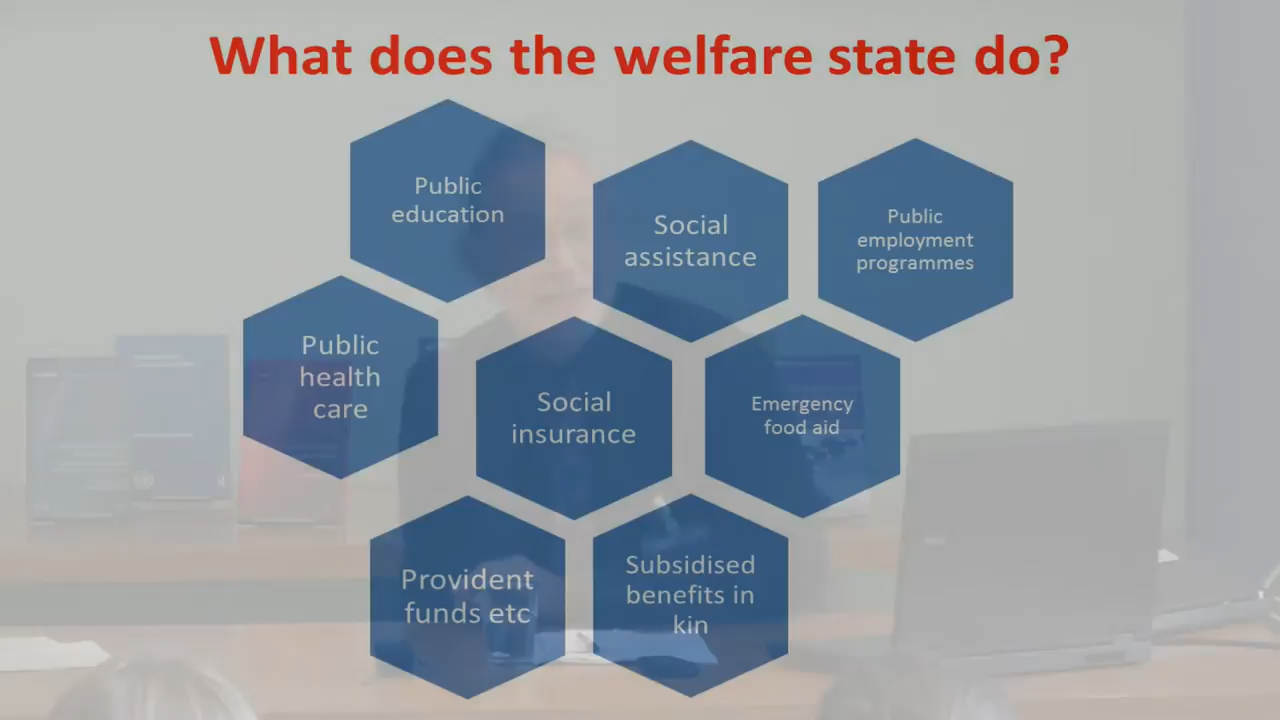 What does the welfare state do?
Public
education
Social
assistance
Public
employment
programmes
Public
health
care
Social
insurance
Emergency
food aid
Provident
funds etc
Subsidised
benefits in
kin